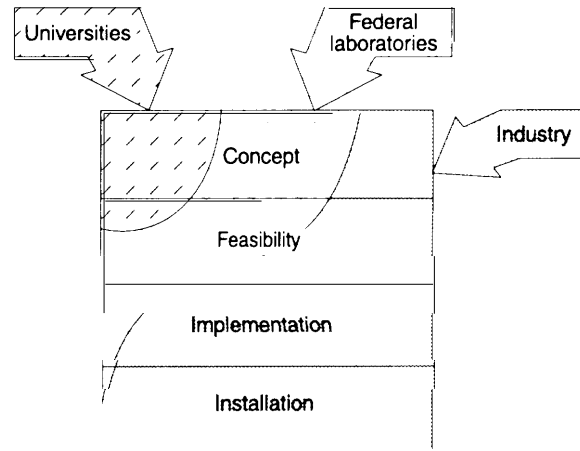 Universities
Federal
laboratories
Industry
Concept
Feasibility
Implementation
Installation